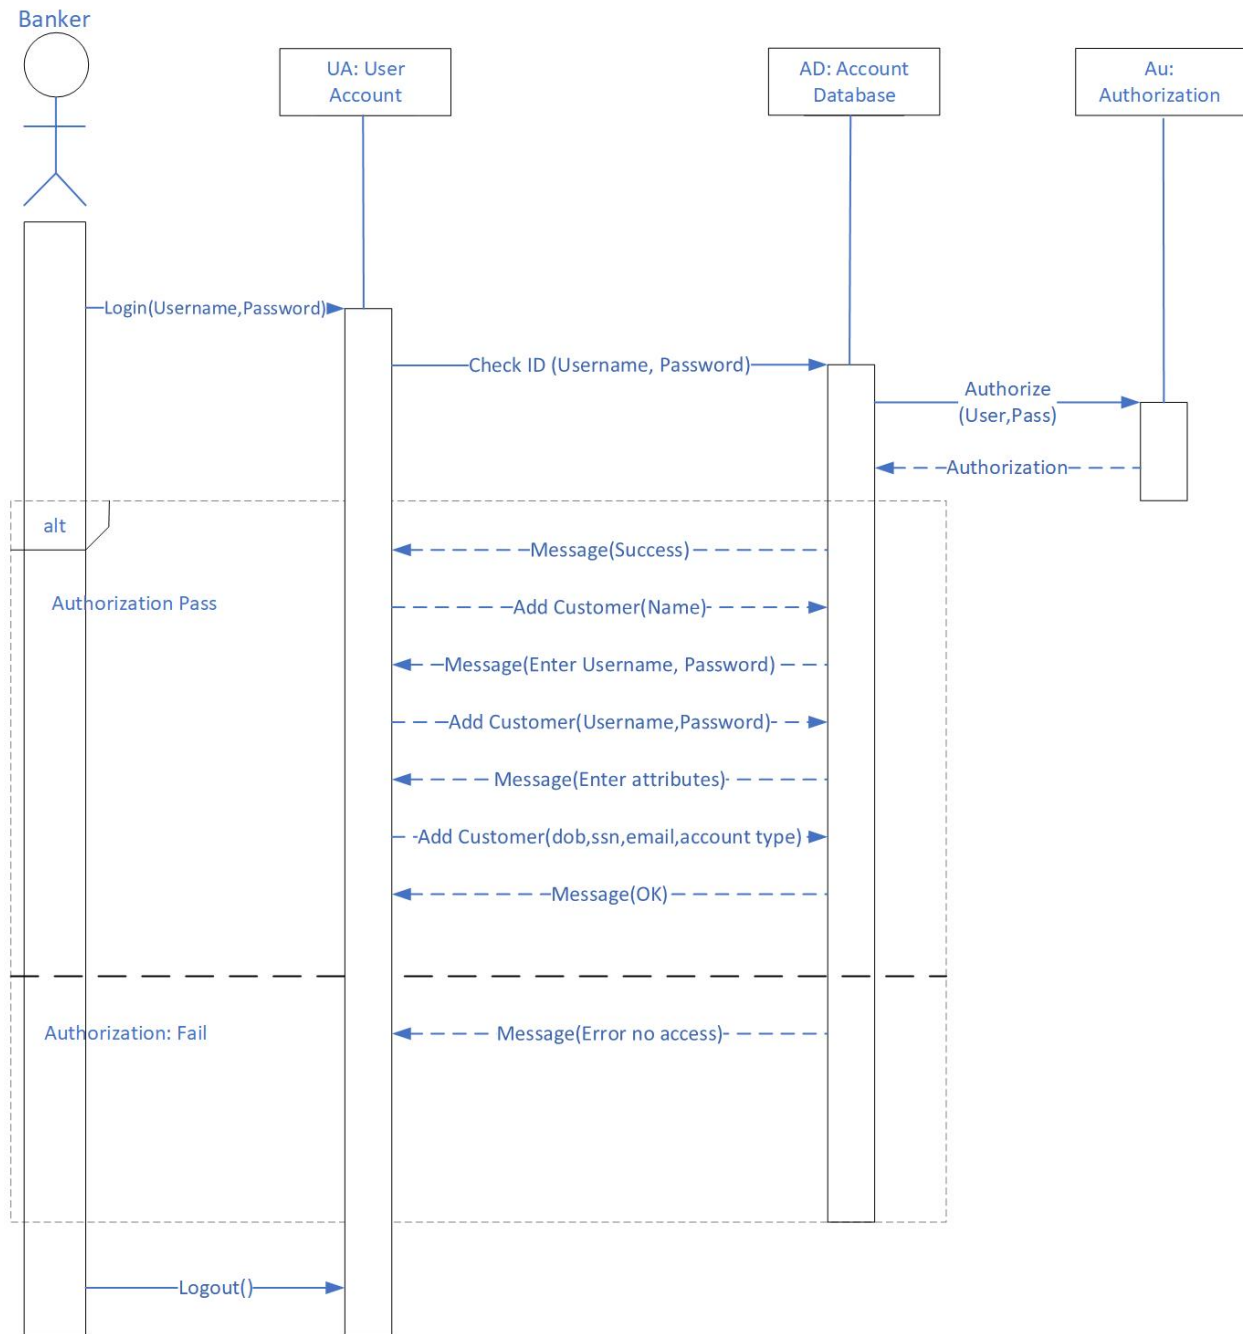 Banker
UA: User
Account
AD: Account
Database
Au:
Authorization
Login(Username,Password)
Check ID (Username, Password)
Authorize
(User,Pass)
Authorization
alt
Message(Success)
Authorization Pass
Add Customer(Name)
Message(Enter Username, Password)
Add Customer(Username,Password)
Message(Enter attributes)
Add Customer(dob,ssn,email,account type)
Message(OK)
Authorization: Fail
Message(Error no access)
Logout()